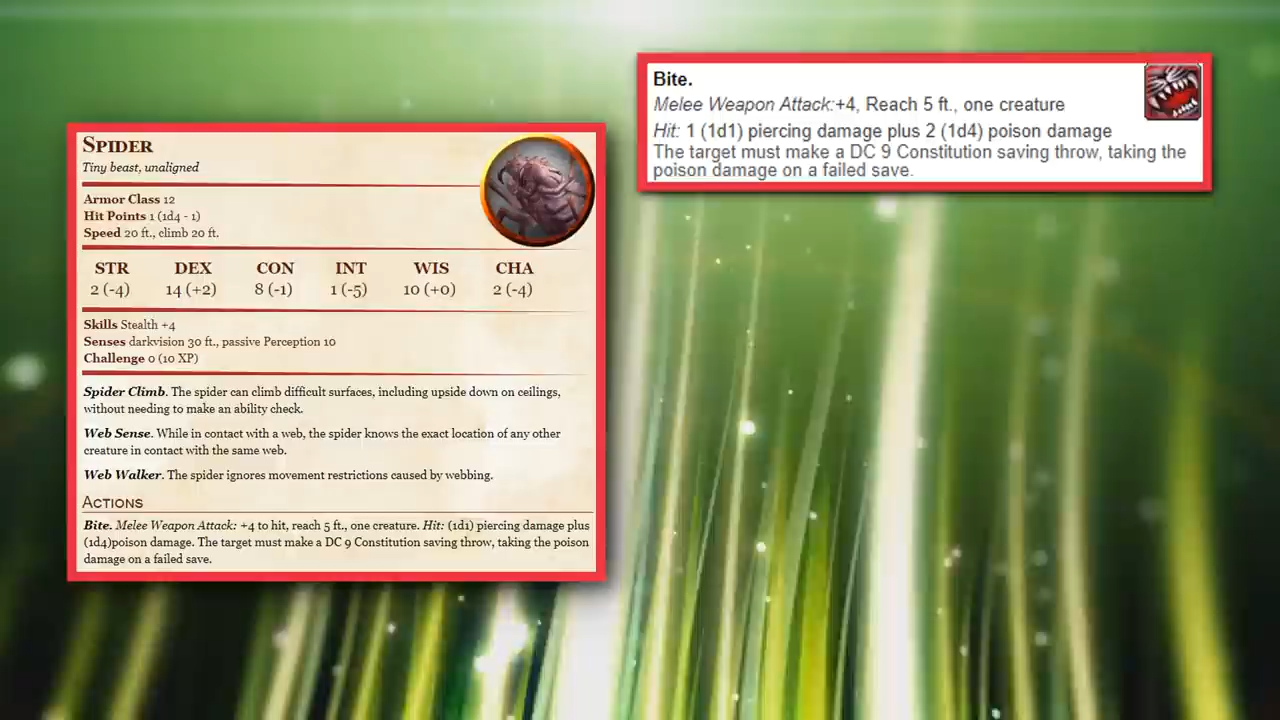 Spider
Tiny beast, unaligned
Armor Class 12
Hit Points 1 (1d4 - 1)
Speed 20 ft., climb 20 ft.
STR DEX CON INT WIS CHA
2 (-4) 14 (+2) 8 (-1) 1 (-5) 10 (+0) 2 (-4)
Skills Stealth +4
Senses darkvision 30 ft., passive Perception 10
Challenge 0 (10 XP)
Spider Climb. The spider can climb difficult surfaces, including upside down on ceilings,
without needing to make an ability check.
Web Sense. While in contact with a web, the spider knows the exact location of any other
creature in contact with the same web.
Web Walker. The spider ignores movement restrictions caused by webbing.
Actions
Bite. Melee Weapon Attack: +4 to hit, reach 5 ft., one creature. Hit: (1d1) piercing damage plus
(1d4)poison damage. The target must make a DC 9 Constitution saving throw, taking the poison
damage on a failed save.
Bite.
Melee Weapon Attack:+4, Reach 5 ft., one creature
Hit: 1 (1d1) piercing damage plus 2 (1d4) poison damage
The target must make a DC 9 Constitution saving throw, taking the
poison damage on a failed save.